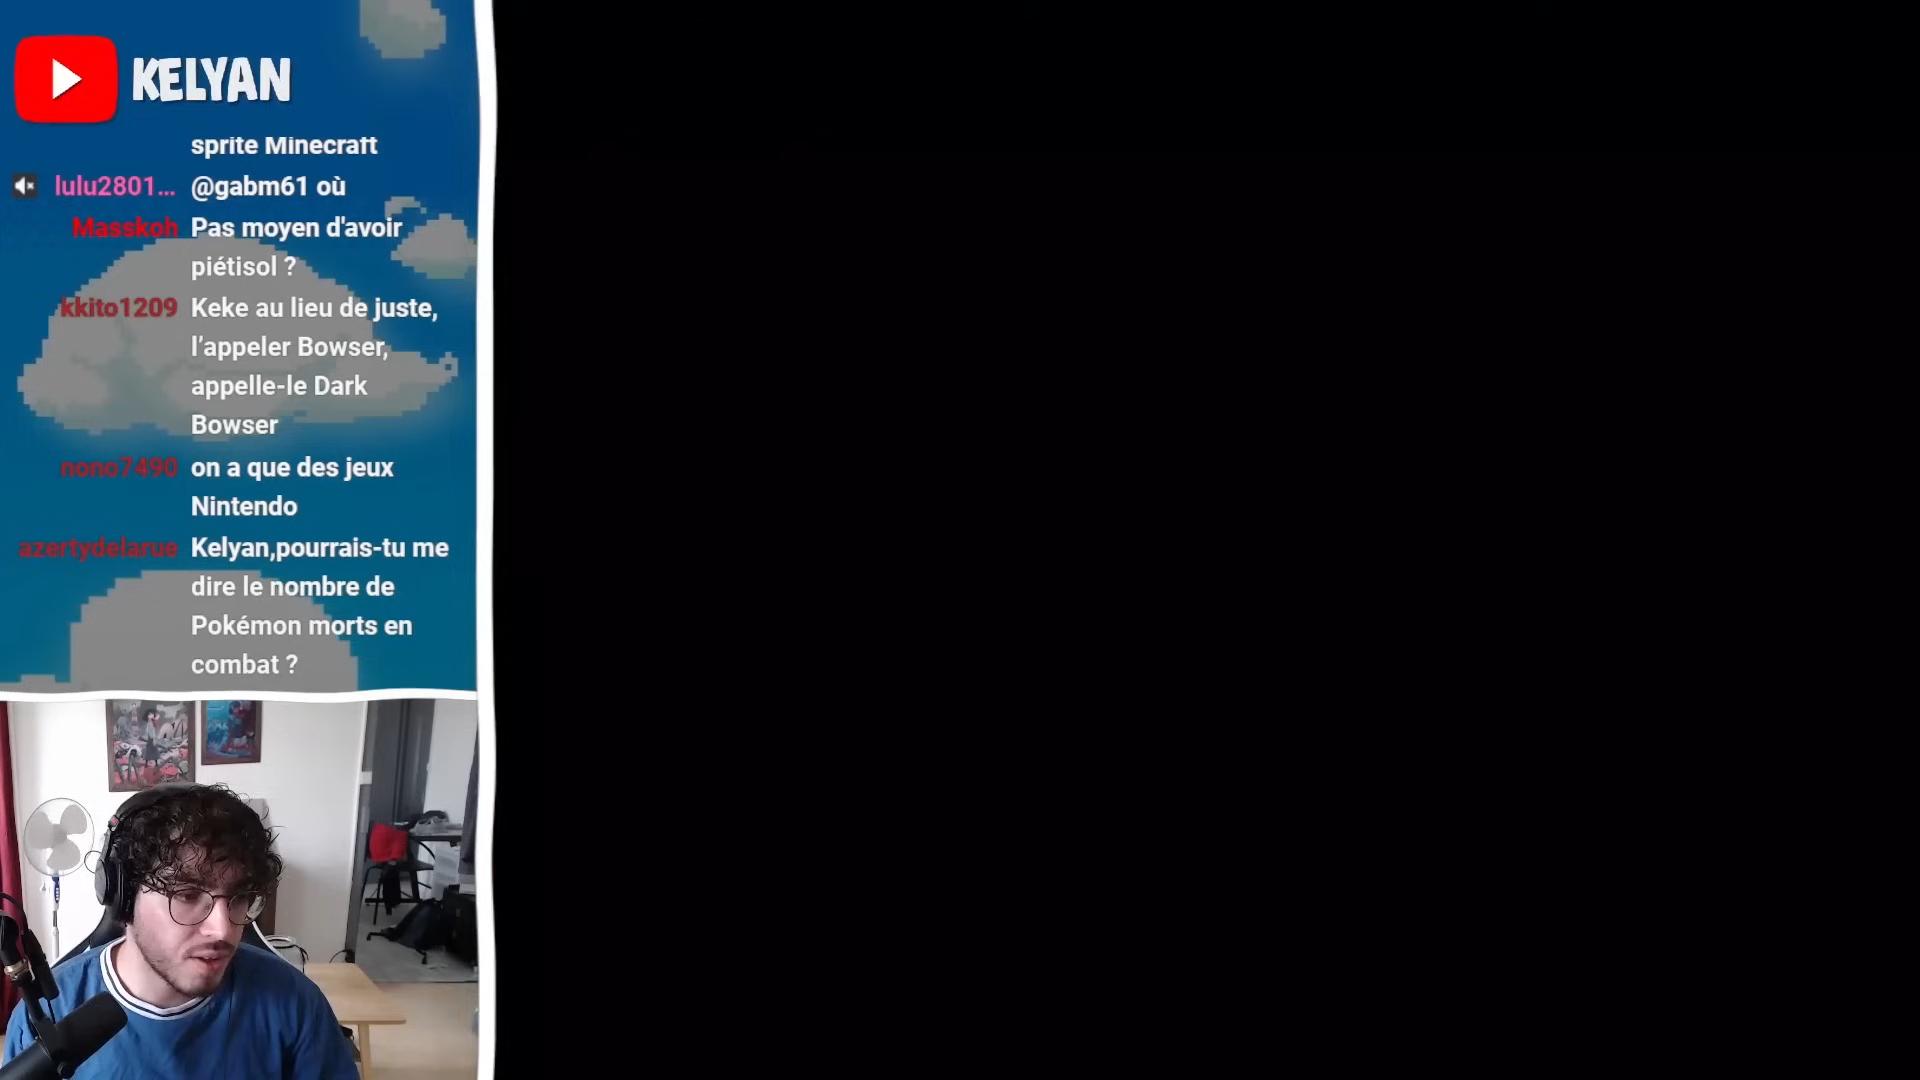 KELYAN
sprite Minecraft
lulu2801... @gabm61 où
Masskoh Pas moyen d'avoir
piétisol ?
kkito1209 Keke au lieu de juste,
l’appeler Bowser,
appelle-le Dark
Bowser
nono7490 on a que des jeux
Nintendo
azertydelarue Kelyan,pourrais-tu me
dire le nombre de
Pokémon morts en
combat ?